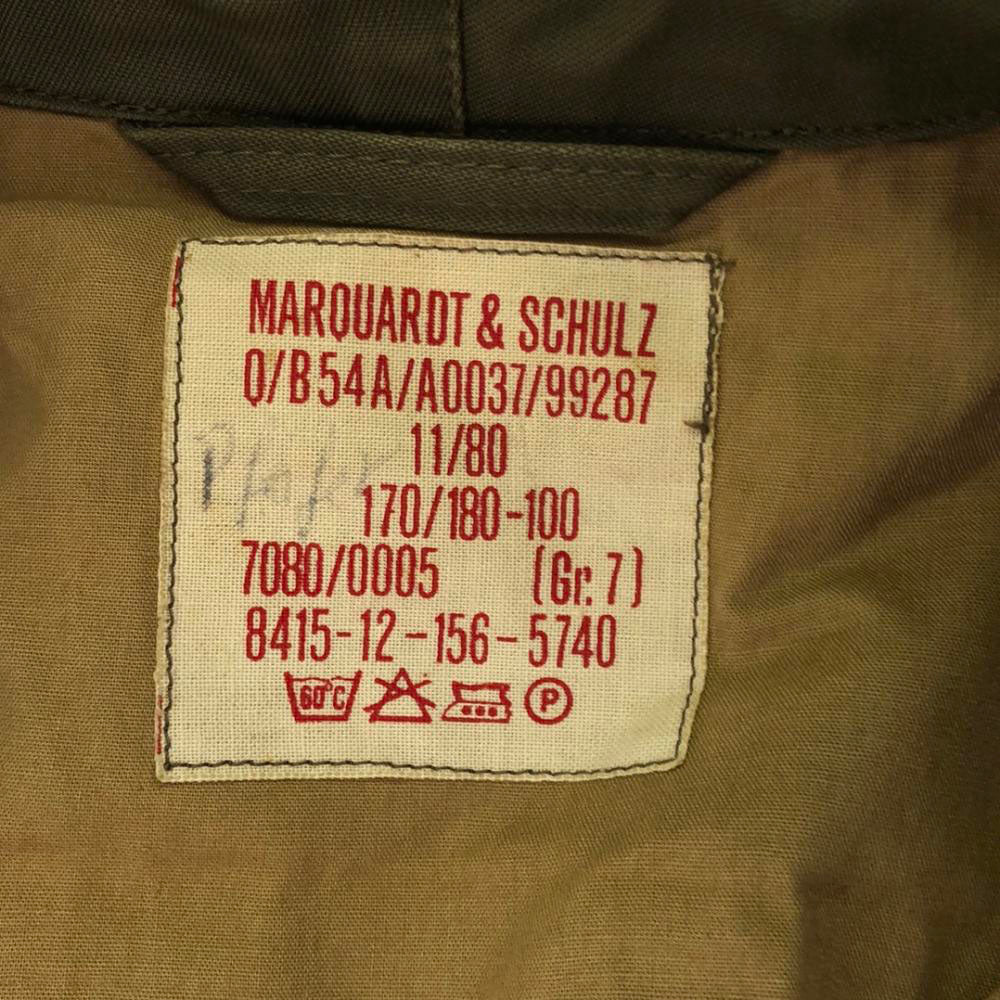 MARQUARDT & SCHULZ
Q/B54A/A0037/99287
11/80
170/180-100
7080/0005 (Gr. 7)
8415-12-156-5740
60°C P